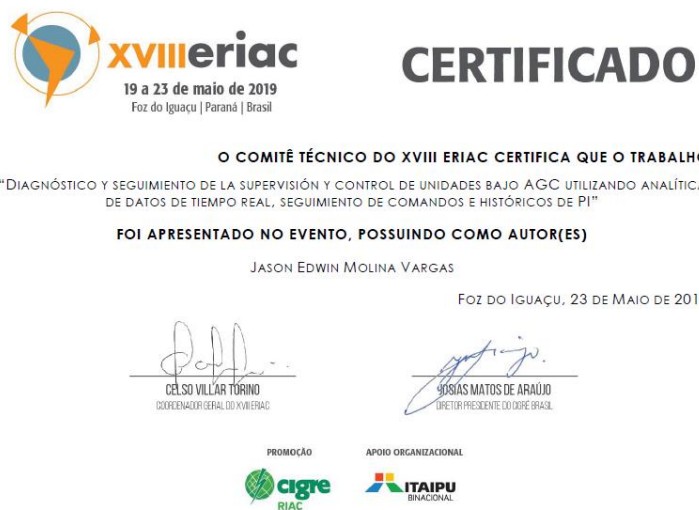 xviiieriac
19 a 23 de maio de 2019
Foz do Iguaçu | Paraná | Brasil
CERTIFICADO
O COMITÊ TÉCNICO DO XVIII ERIAC CERTIFICA QUE O TRABALHO
“DIAGNÓSTICO Y SEGUIMIENTO DE LA SUPERVISIÓN Y CONTROL DE UNIDADES BAJO AGC UTILIZANDO ANALÍTICA
DE DATOS DE TIEMPO REAL, SEGUIMIENTO DE COMANDOS E HISTÓRICOS DE PI”
FOI APRESENTADO NO EVENTO, POSSUINDO COMO AUTOR(ES)
JASON EDWIN MOLINA VARGAS
FOZ DO IGUAÇU, 23 DE MAIO DE 201
CELSO VILLAR TORINO
COORDENADOR GERAL DO XVIII ERIAC
JOSIAS MATOS DE ARAÚJO
DIRETOR PRESIDENTE DO CIGRÉ BRASIL
PROMOÇÃO
APOIO ORGANIZACIONAL
cigre
RIAC
ITAIPU
BINACIONAL